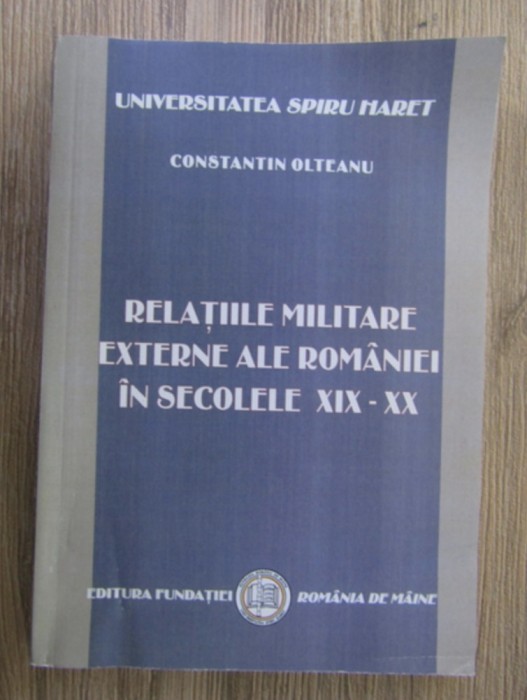 UNIVERSITATEA SPIRU HARET
CONSTANTIN OLTEANU
RELAȚIILE MILITARE
EXTERNE ALE ROMÂNIEI
ÎN SECOLELE XIX - XX
EDITURA FUNDAȚIEI ROMÂNIA DE MÂINE